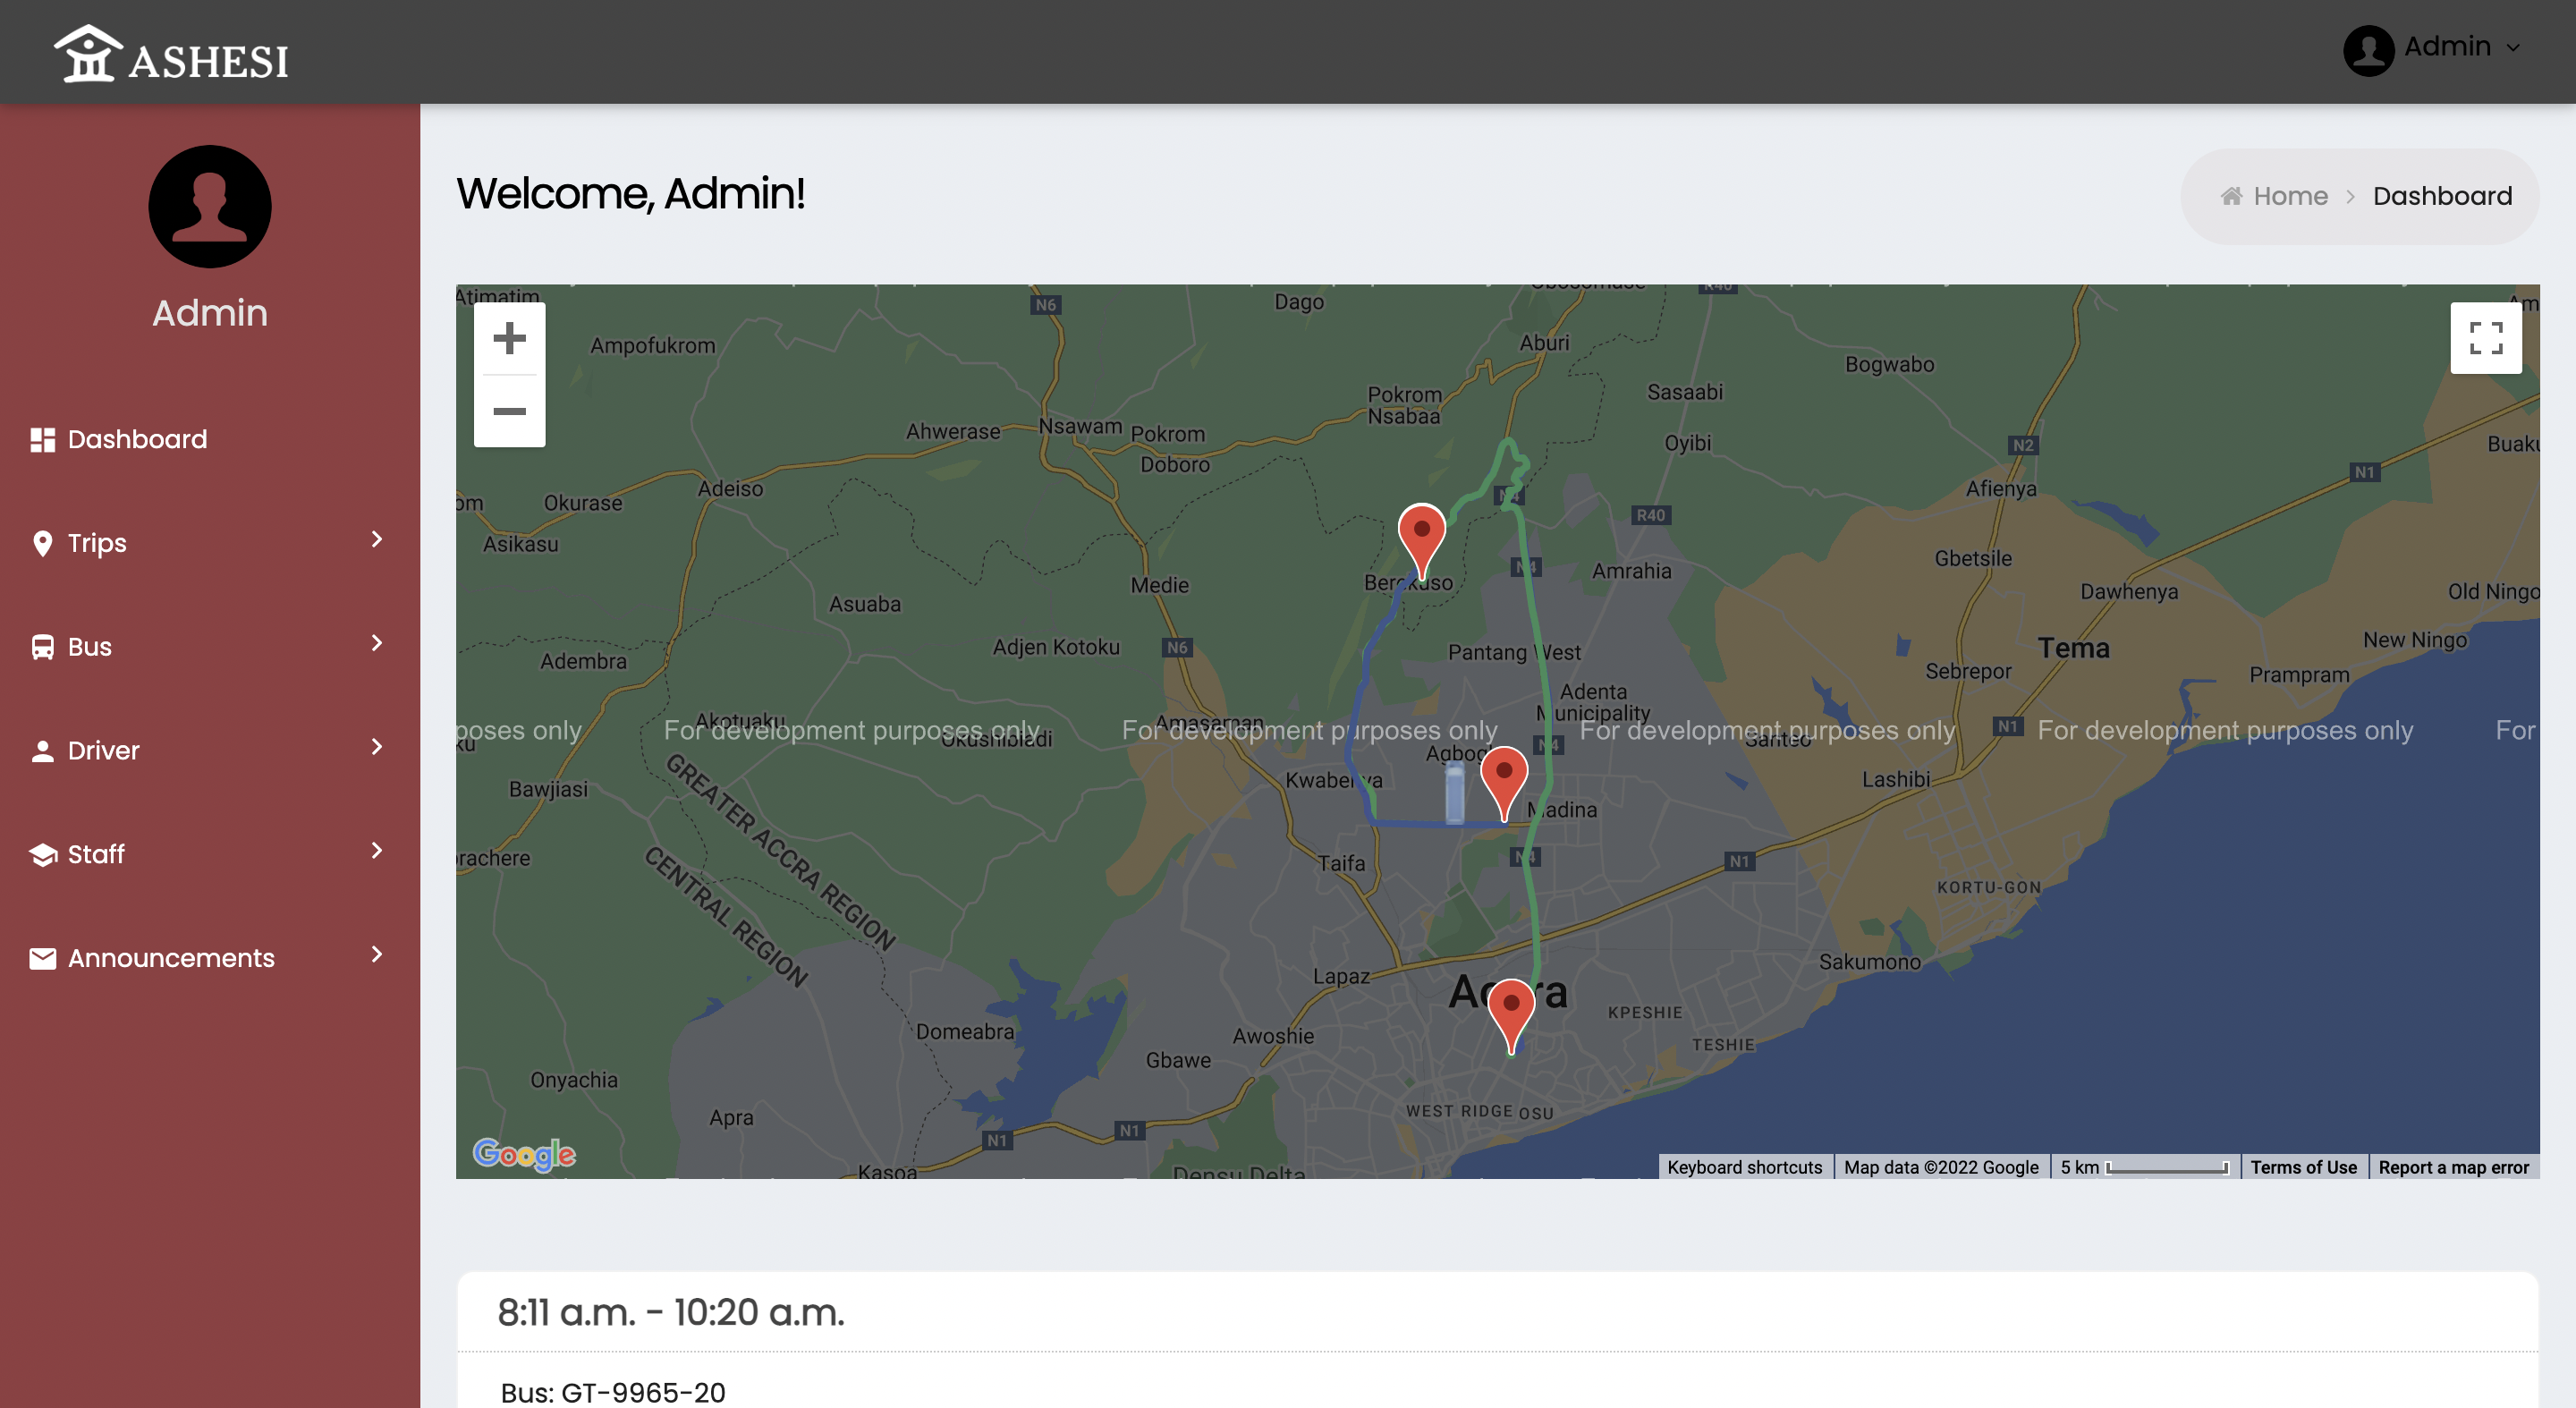 ASHESI
Admin
Admin
Dashboard
Trips
Bus
Driver
Staff
Announcements
Welcome, Admin!
Home > Dashboard
Atimatim
N6
Dago
R40
Ampofukrom
Aburi
Bogwabo
Pokrom
Nsabaa
Sasaabi
Ahwerase
Nsawam
Pokrom
Oyibi
N2
Doboro
N1
Adeiso
Okurase
N4
Afienya
R40
Asikasu
Gbetsile
Berekuso
N4
Amrahia
Medie
Dawhenya
Old Ningo
Asuaba
Adjen Kotoku
N6
Pantang West
Tema
New Ningo
Adembra
Sebrepor
Prampram
Adenta
Municipality
Akotuaku
Amasaman
poses only
For development purposes only
For development purposes only
For development purposes only
For development purposes only
For
N1
Okushibiadi
Santeo
N4
Kwabenya
Lashibi
Bawjiasi
Madina
GREATER ACCRA REGION
CENTRAL REGION
Taifa
N4
N1
KORTU-GON
Sakumono
Lapaz
Accra
KPESHIE
Domeabra
Awoshie
TESHIE
Gbawe
Onyachia
Apra
WEST RIDGE
OSU
N1
N1
Kasoa
Densu Delta
Google
Keyboard shortcuts
Map data ©2022 Google
5 km
Terms of Use
Report a map error
8:11 a.m. - 10:20 a.m.
Bus: GT-9965-20